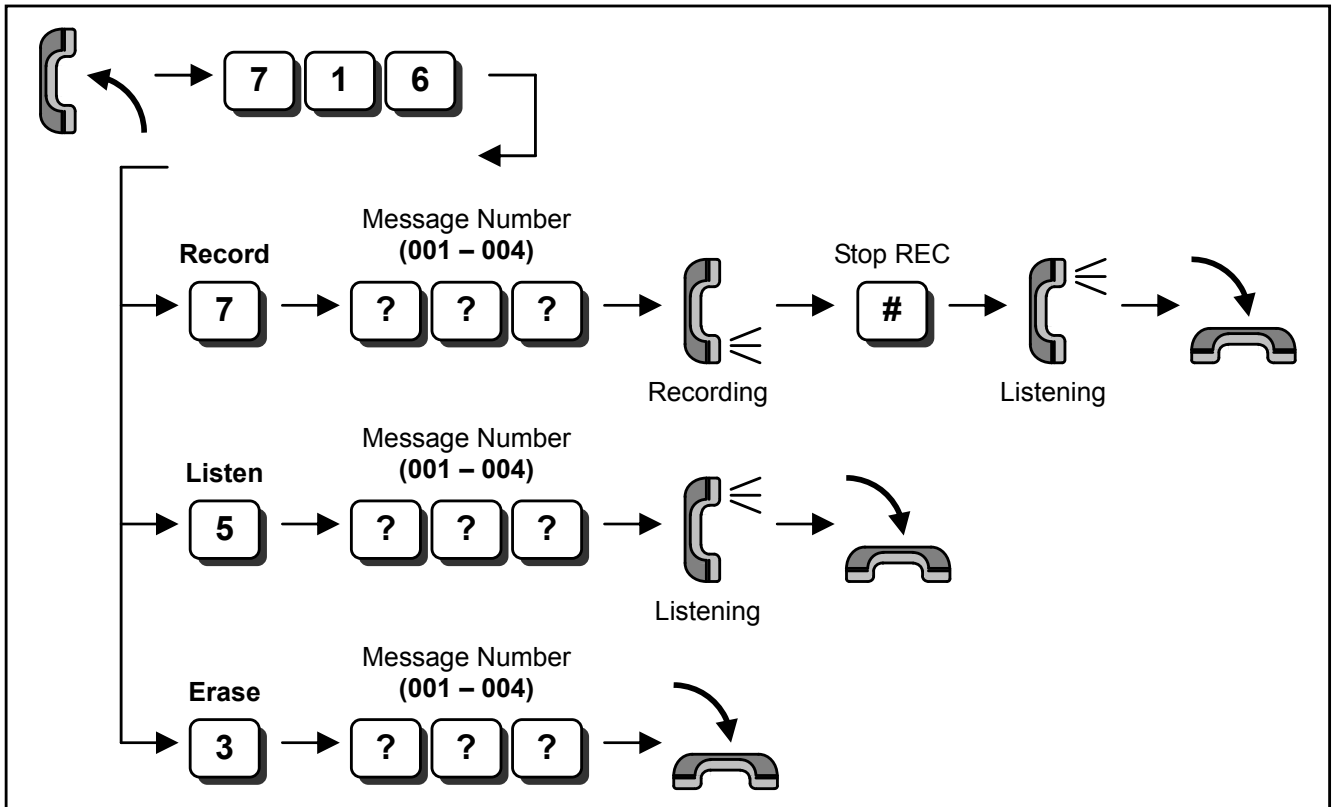 7 1 6
Message Number
(001 – 004)
Record
Stop REC
7 ? ? ? #
Recording
Listening
Message Number
(001 – 004)
Listen
5 ? ? ?
Listening
Message Number
(001 – 004)
Erase
3 ? ? ?